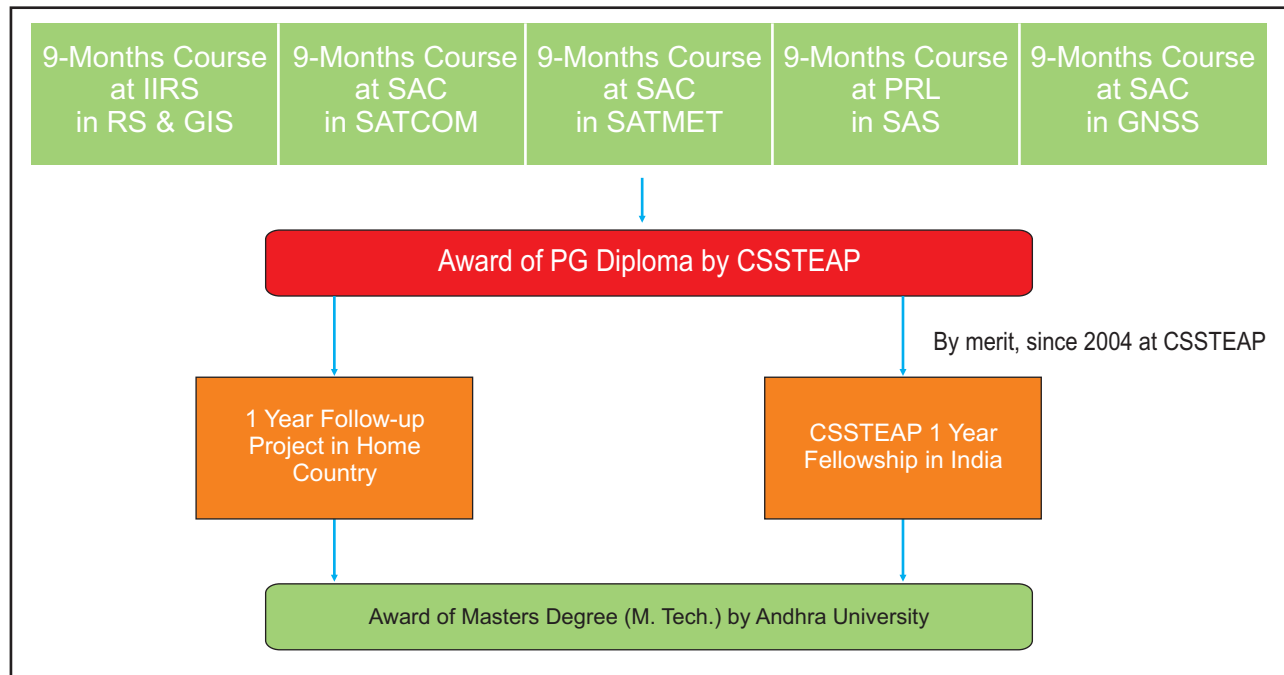 9-Months Course
at IIRS
in RS & GIS
9-Months Course
at SAC
in SATCOM
9-Months Course
at SAC
in SATMET
9-Months Course
at PRL
in SAS
9-Months Course
at SAC
in GNSS
Award of PG Diploma by CSSTEAP
By merit, since 2004 at CSSTEAP
1 Year Follow-up
Project in Home
Country
CSSTEAP 1 Year
Fellowship in India
Award of Masters Degree (M. Tech.) by Andhra University